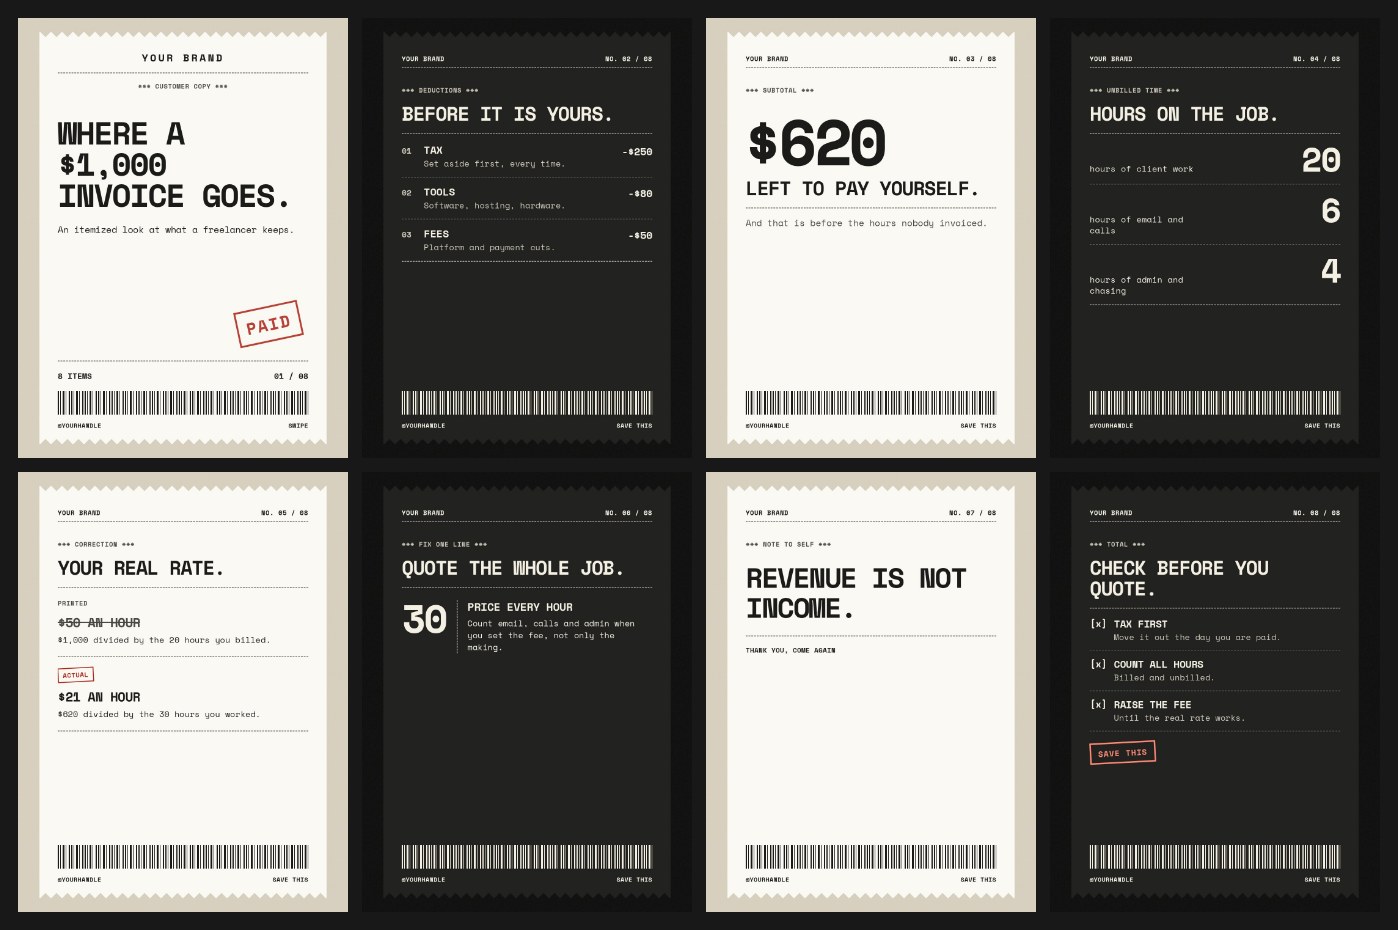 YOUR BRAND
*** CUSTOMER COPY ***
WHERE A
$1,000
INVOICE GOES.
An itemized look at what a freelancer keeps.
PAID
8 ITEMS 01 / 08
@YOURHANDLE SWIPE
YOUR BRAND NO. 02 / 08
*** DEDUCTIONS ***
BEFORE IT IS YOURS.
01 TAX -$250
Set aside first, every time.
02 TOOLS -$80
Software, hosting, hardware.
03 FEES -$50
Platform and payment cuts.
@YOURHANDLE SAVE THIS
YOUR BRAND NO. 03 / 08
*** SUBTOTAL ***
$620
LEFT TO PAY YOURSELF.
And that is before the hours nobody invoiced.
@YOURHANDLE SAVE THIS
YOUR BRAND NO. 04 / 08
*** UNBILLED TIME ***
HOURS ON THE JOB.
hours of client work 20
hours of email and 6
calls
hours of admin and 4
chasing
@YOURHANDLE SAVE THIS
YOUR BRAND NO. 05 / 08
*** CORRECTION ***
YOUR REAL RATE.
PRINTED
$50 AN HOUR
$1,000 divided by the 20 hours you billed.
ACTUAL
$21 AN HOUR
$620 divided by the 30 hours you worked.
@YOURHANDLE SAVE THIS
YOUR BRAND NO. 06 / 08
*** FIX ONE LINE ***
QUOTE THE WHOLE JOB.
30 PRICE EVERY HOUR
Count email, calls and admin when
you set the fee, not only the
making.
@YOURHANDLE SAVE THIS
YOUR BRAND NO. 07 / 08
*** NOTE TO SELF ***
REVENUE IS NOT
INCOME.
THANK YOU, COME AGAIN
@YOURHANDLE SAVE THIS
YOUR BRAND NO. 08 / 08
*** TOTAL ***
CHECK BEFORE YOU
QUOTE.
[x] TAX FIRST
Move it out the day you are paid.
[x] COUNT ALL HOURS
Billed and unbilled.
[x] RAISE THE FEE
Until the real rate works.
SAVE THIS
@YOURHANDLE SAVE THIS